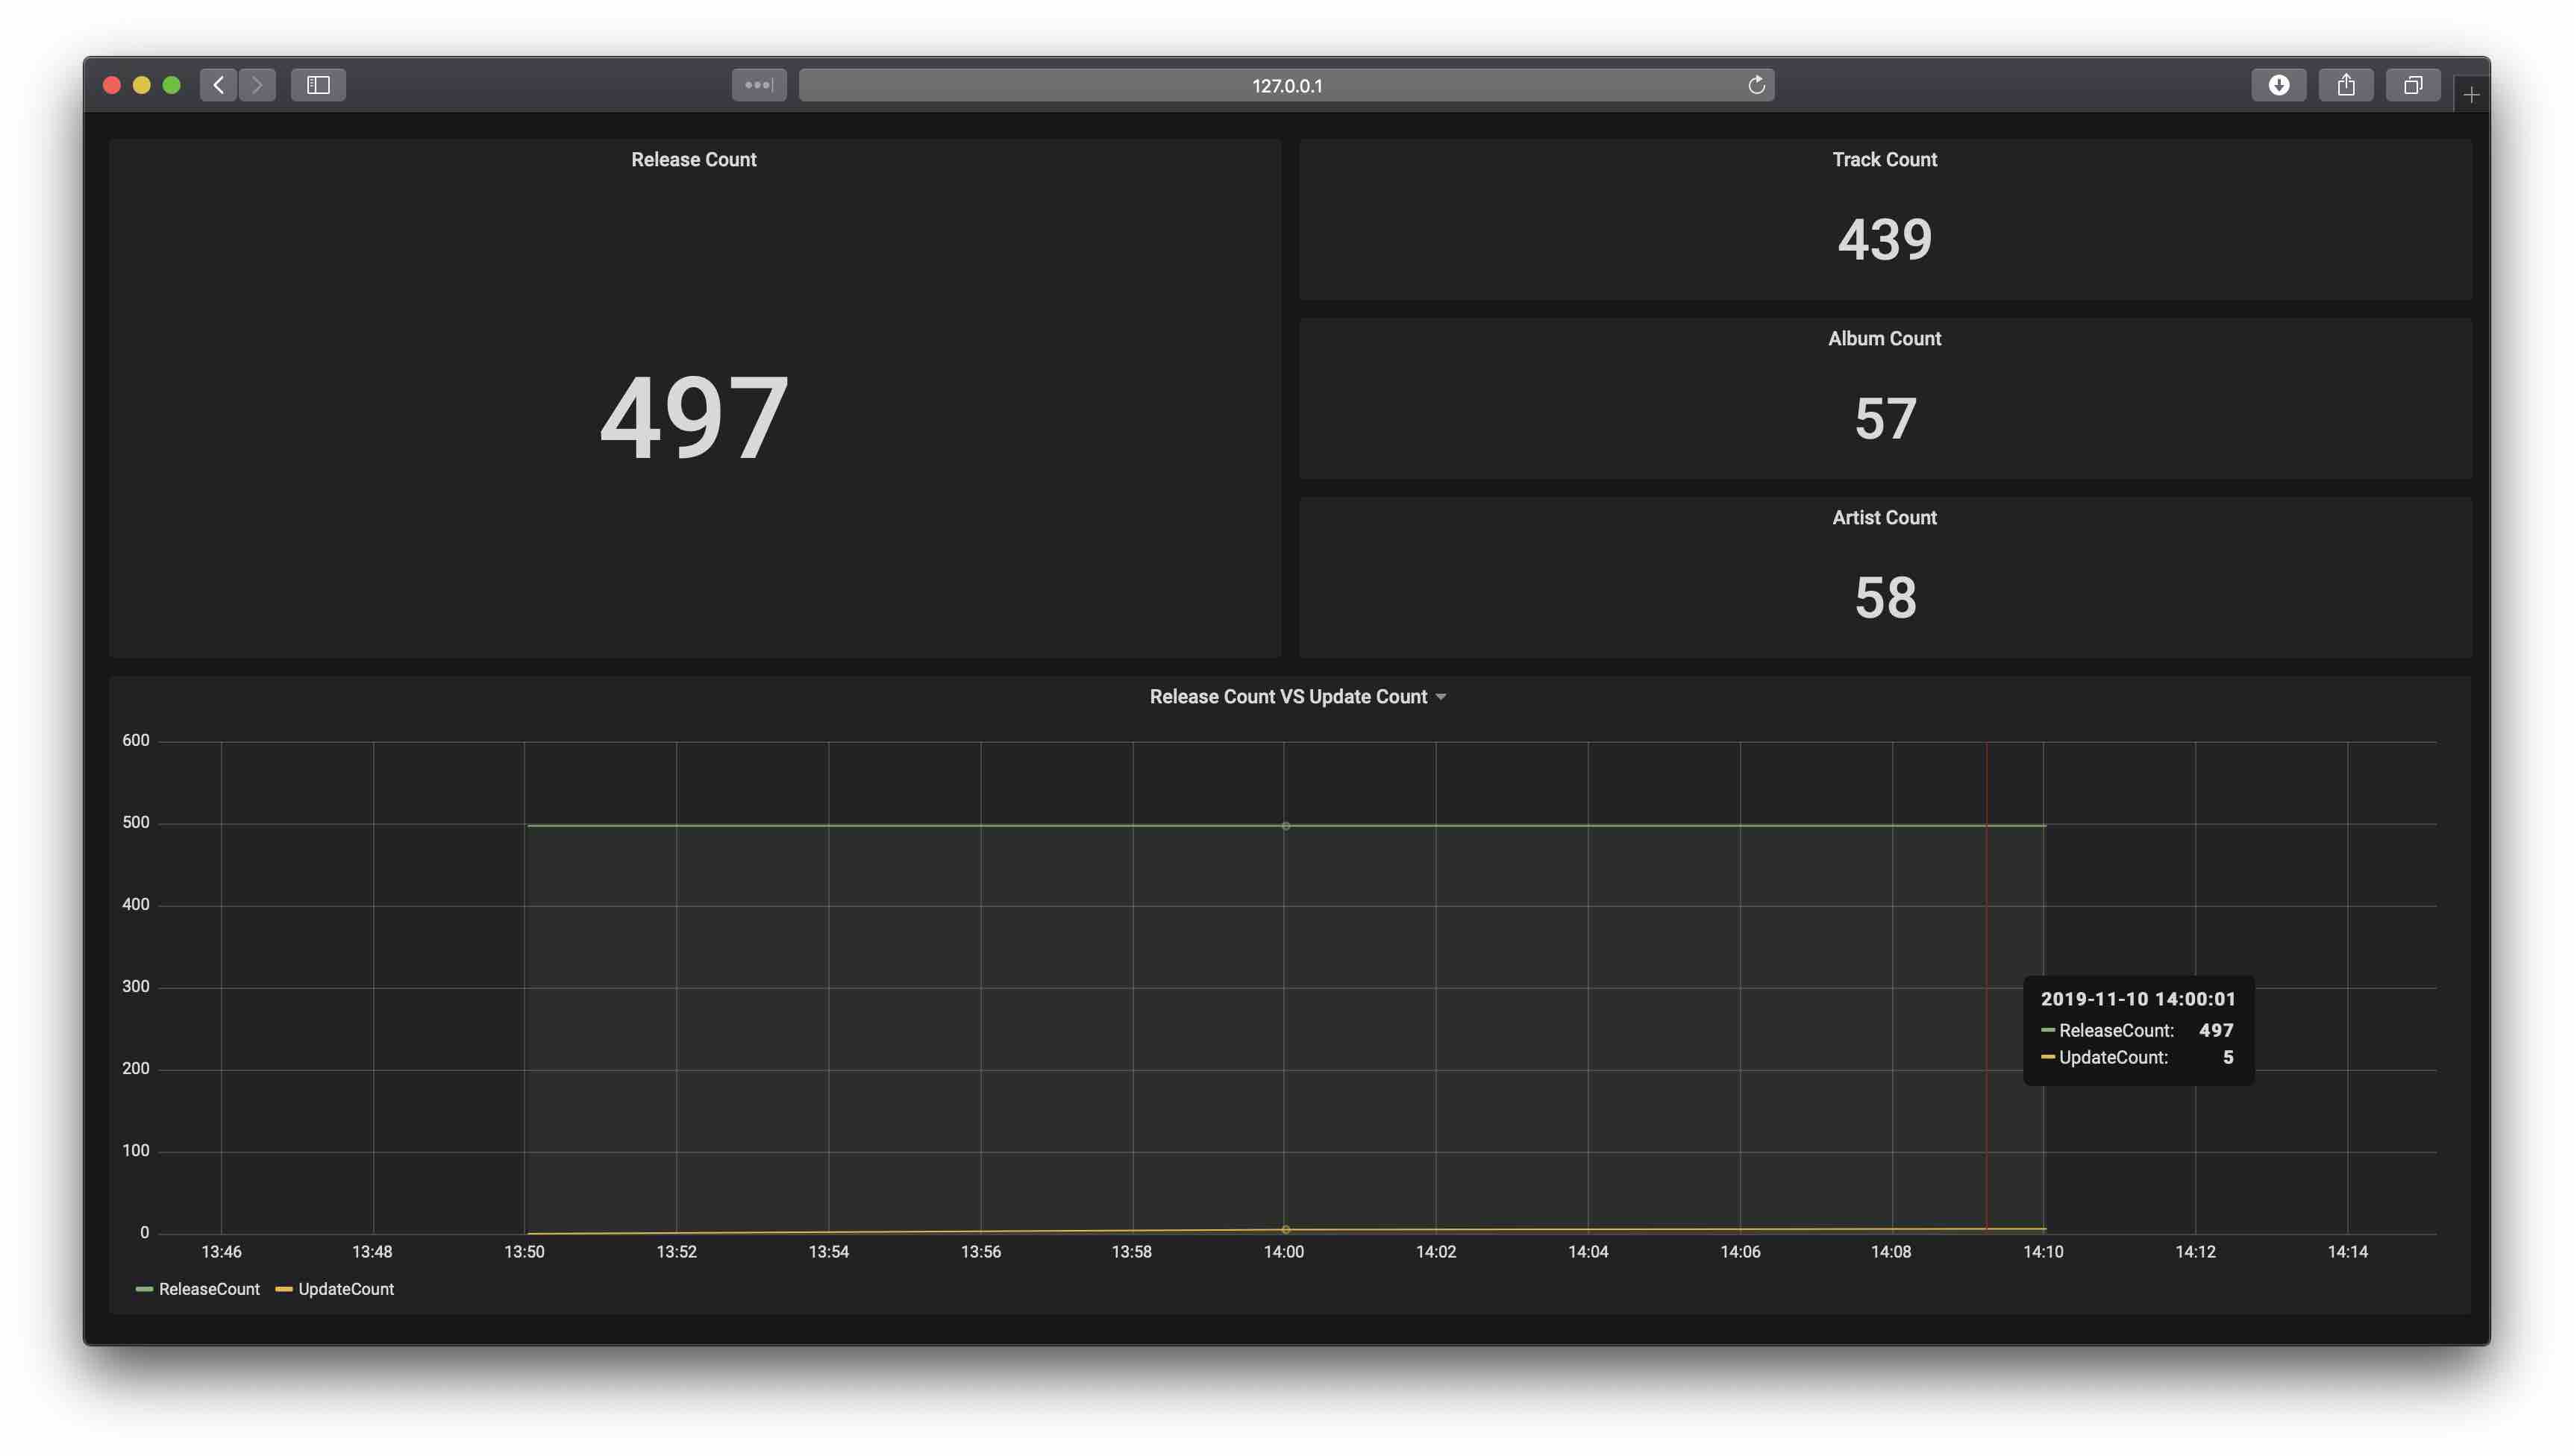 127.0.0.1
Release Count
497
Track Count
439
Album Count
57
Artist Count
58
Release Count VS Update Count
600
500
400
300
200
100
0
13:46 13:48 13:50 13:52 13:54 13:56 13:58 14:00 14:02 14:04 14:06 14:08 14:10 14:12 14:14
2019-11-10 14:00:01
ReleaseCount: 497
UpdateCount: 5
ReleaseCount UpdateCount